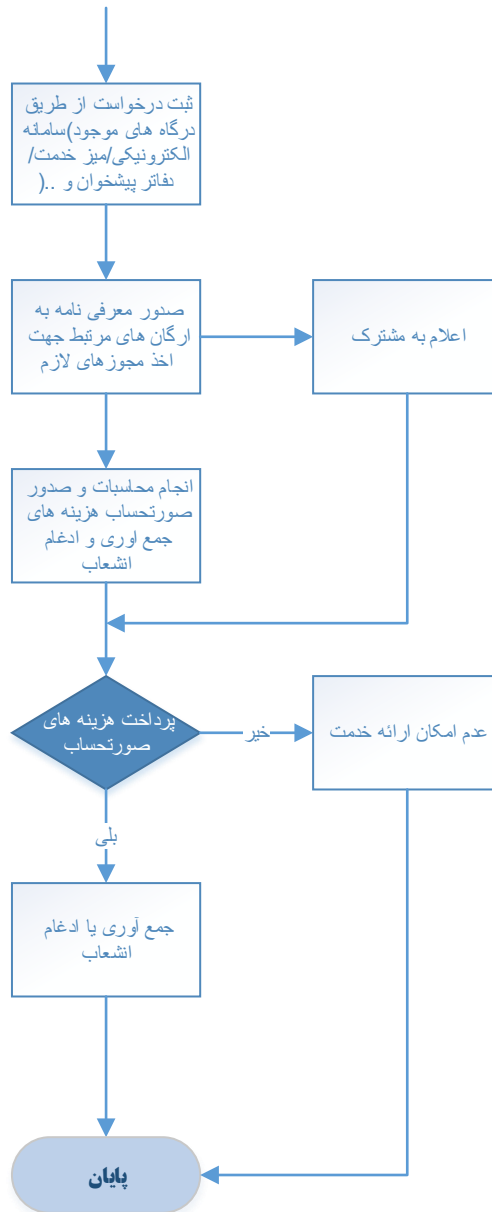 ثبت درخواست از طریق
درگاه های موجود)سامانه
الکترونیکی/میز خدمت/
دفاتر پیشخوان و ..(
صدور معرفی نامه به
ارگان های مرتبط جهت
اخذ مجوزهای لازم
اعلام به مشترک
انجام محاسبات و صدور
صورتحساب هزینه های
جمع اوری و ادغام
انشعاب
پرداخت هزینه های
صورتحساب
خیر
عدم امکان ارائه خدمت
بلی
جمع آوری یا ادغام
انشعاب
پایان